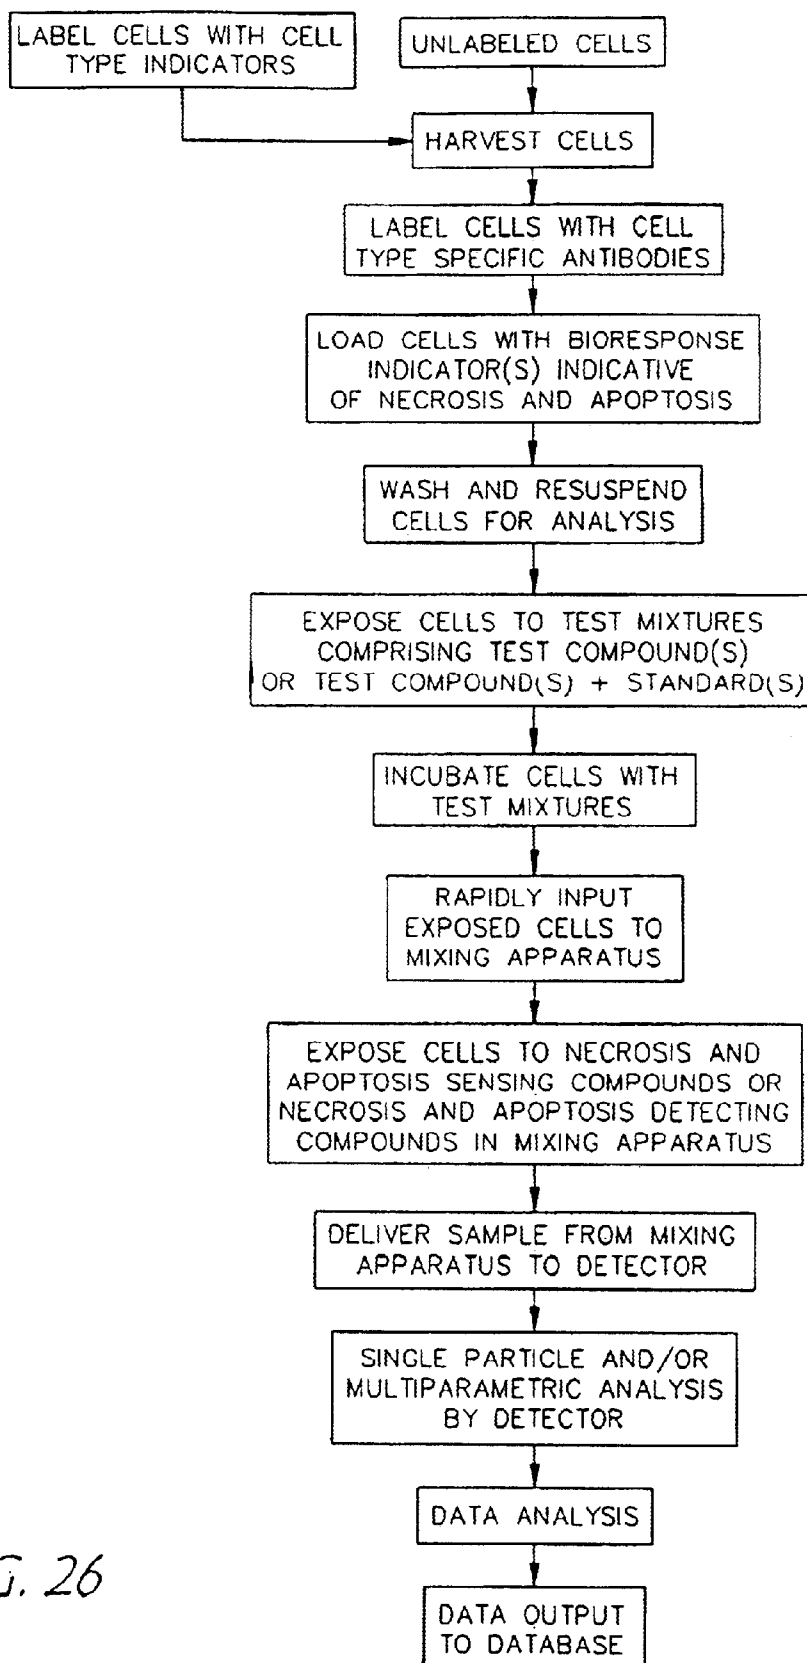 LABEL CELLS WITH CELL
TYPE INDICATORS
UNLABELED CELLS
HARVEST CELLS
LABEL CELLS WITH CELL
TYPE SPECIFIC ANTIBODIES
LOAD CELLS WITH BIORESPONSE
INDICATOR(S) INDICATIVE
OF NECROSIS AND APOPTOSIS
WASH AND RESUSPEND
CELLS FOR ANALYSIS
EXPOSE CELLS TO TEST MIXTURES
COMPRISING TEST COMPOUND(S)
OR TEST COMPOUND(S) + STANDARD(S)
INCUBATE CELLS WITH
TEST MIXTURES
RAPIDLY INPUT
EXPOSED CELLS TO
MIXING APPARATUS
EXPOSE CELLS TO NECROSIS AND
APOPTOSIS SENSING COMPOUNDS OR
NECROSIS AND APOPTOSIS DETECTING
COMPOUNDS IN MIXING APPARATUS
DELIVER SAMPLE FROM MIXING
APPARATUS TO DETECTOR
SINGLE PARTICLE AND/OR
MULTIPARAMETRIC ANALYSIS
BY DETECTOR
DATA ANALYSIS
DATA OUTPUT
TO DATABASE
G. 26